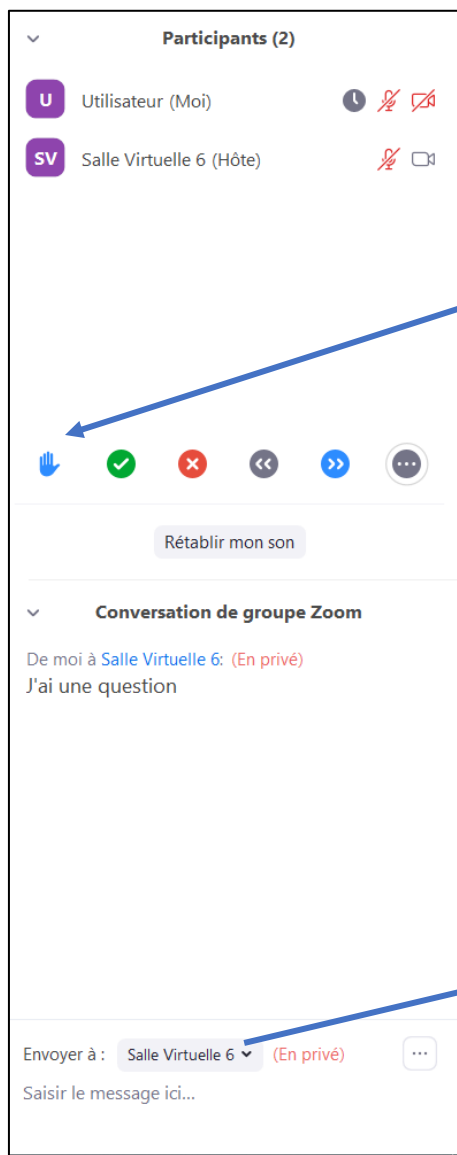 Participants (2)
U Utilisateur (Moi)
SV Salle Virtuelle 6 (Hôte)
Rétablir mon son
Conversation de groupe Zoom
De moi à Salle Virtuelle 6: (En privé)
J'ai une question
Envoyer à : Salle Virtuelle 6 (En privé)
Saisir le message ici...